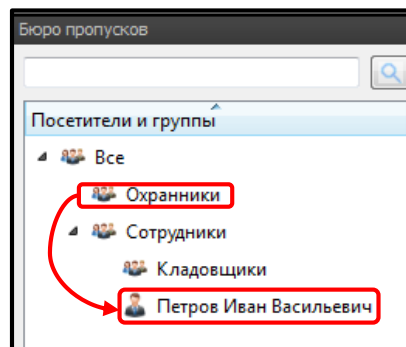 Бюро пропусков
Посетители и группы
Все
Охранники
Сотрудники
Кладовщики
Петров Иван Васильевич